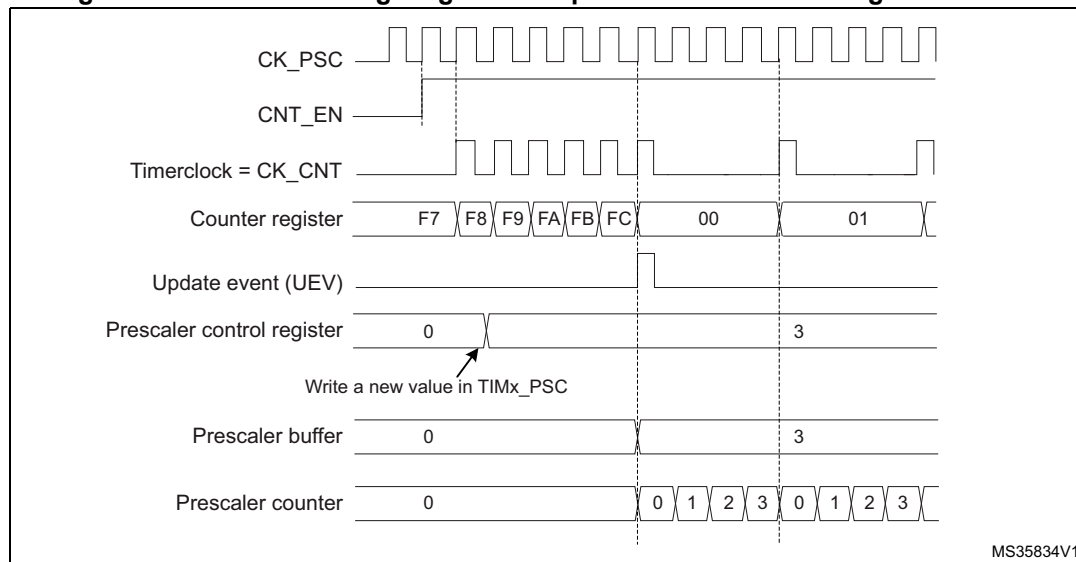 CK_PSC
CNT_EN
Timerclock = CK_CNT
Counter register F7 F8 F9 FA FB FC 00 01
Update event (UEV)
Prescaler control register 0 3
Write a new value in TIMx_PSC
Prescaler buffer 0 3
Prescaler counter 0 0 1 2 3 0 1 2 3
MS35834V1